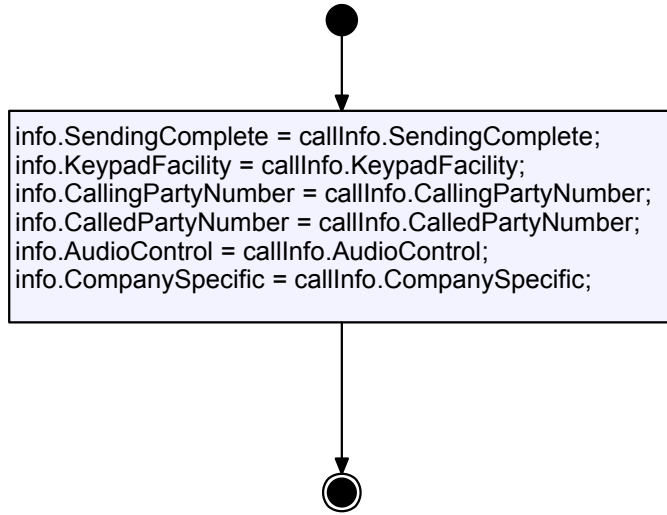 info.SendingComplete = callInfo.SendingComplete;
info.KeypadFacility = callInfo.KeypadFacility;
info.CallingPartyNumber = callInfo.CallingPartyNumber;
info.CalledPartyNumber = callInfo.CalledPartyNumber;
info.AudioControl = callInfo.AudioControl;
info.CompanySpecific = callInfo.CompanySpecific;